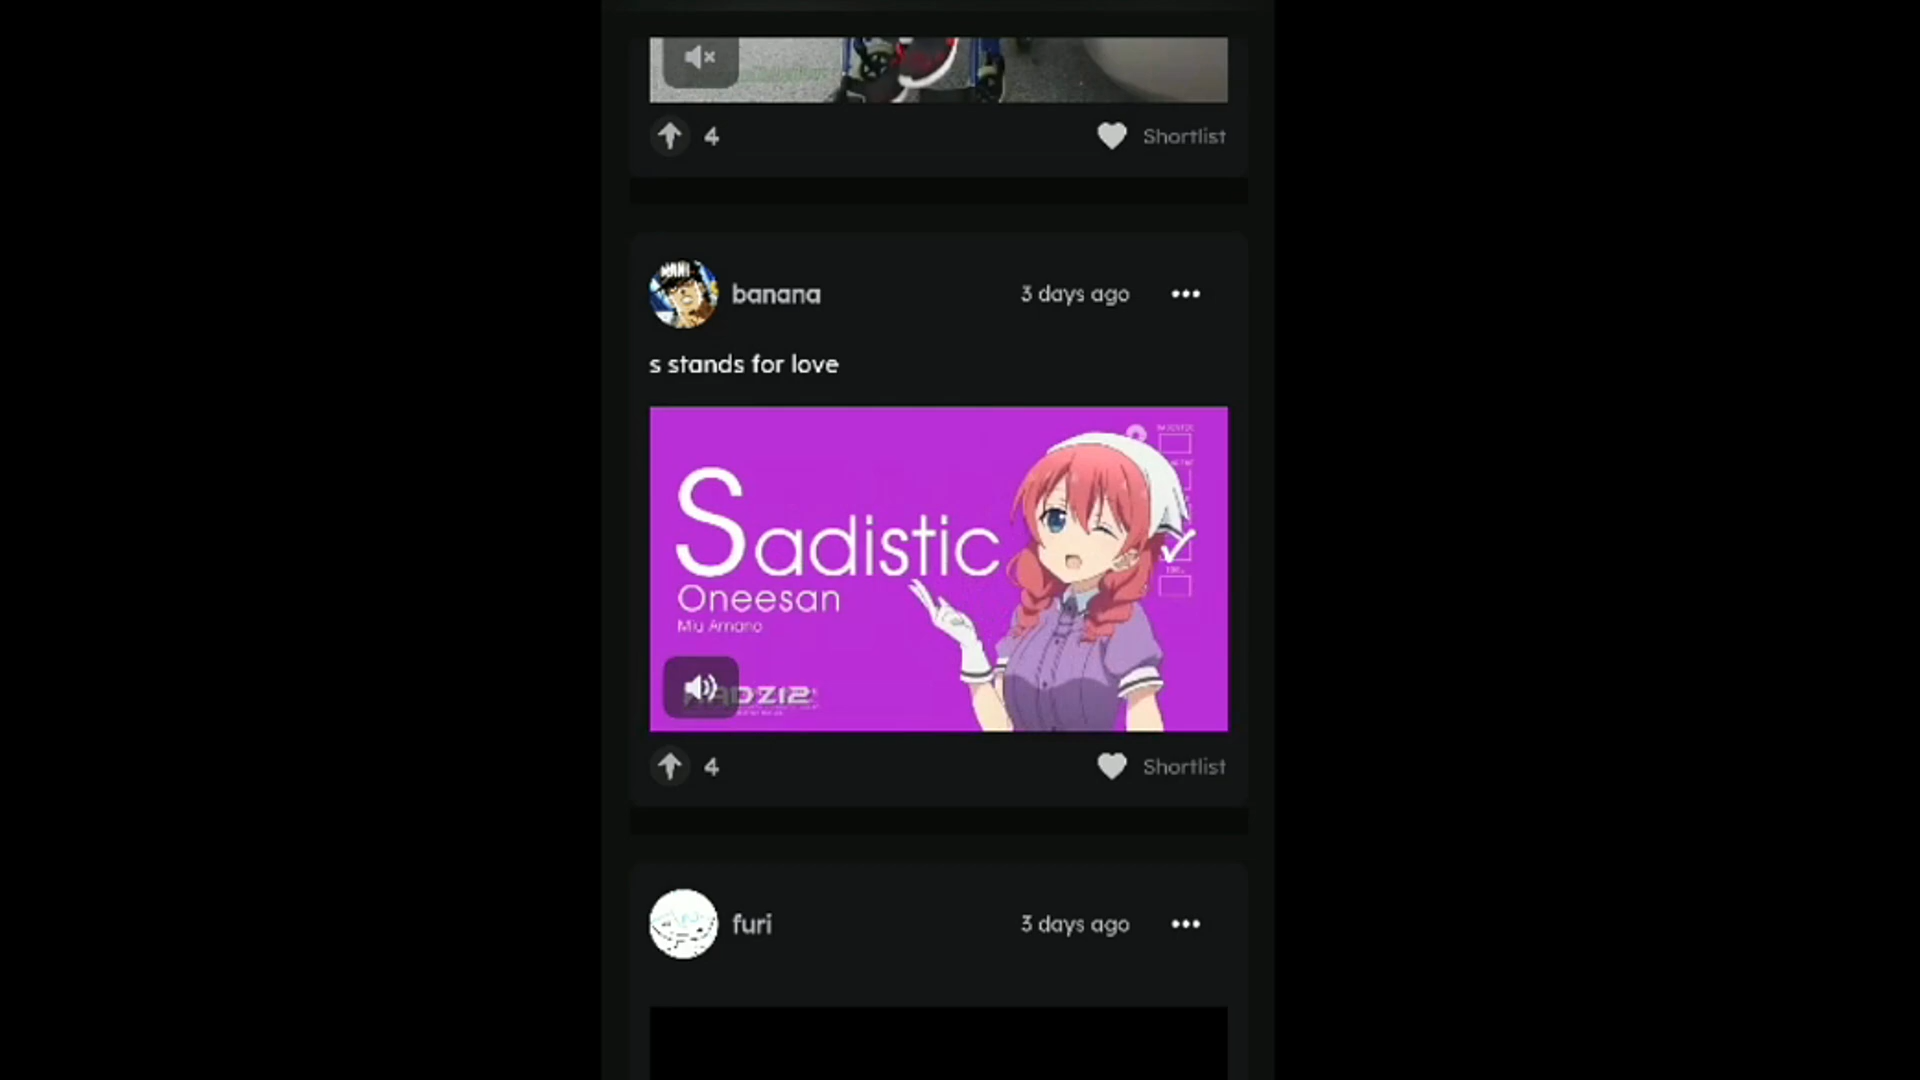 4
Shortlist
banana
3 days ago
s stands for love
Sadistic
Oneesan
Miu Amano
4
Shortlist
furi
3 days ago